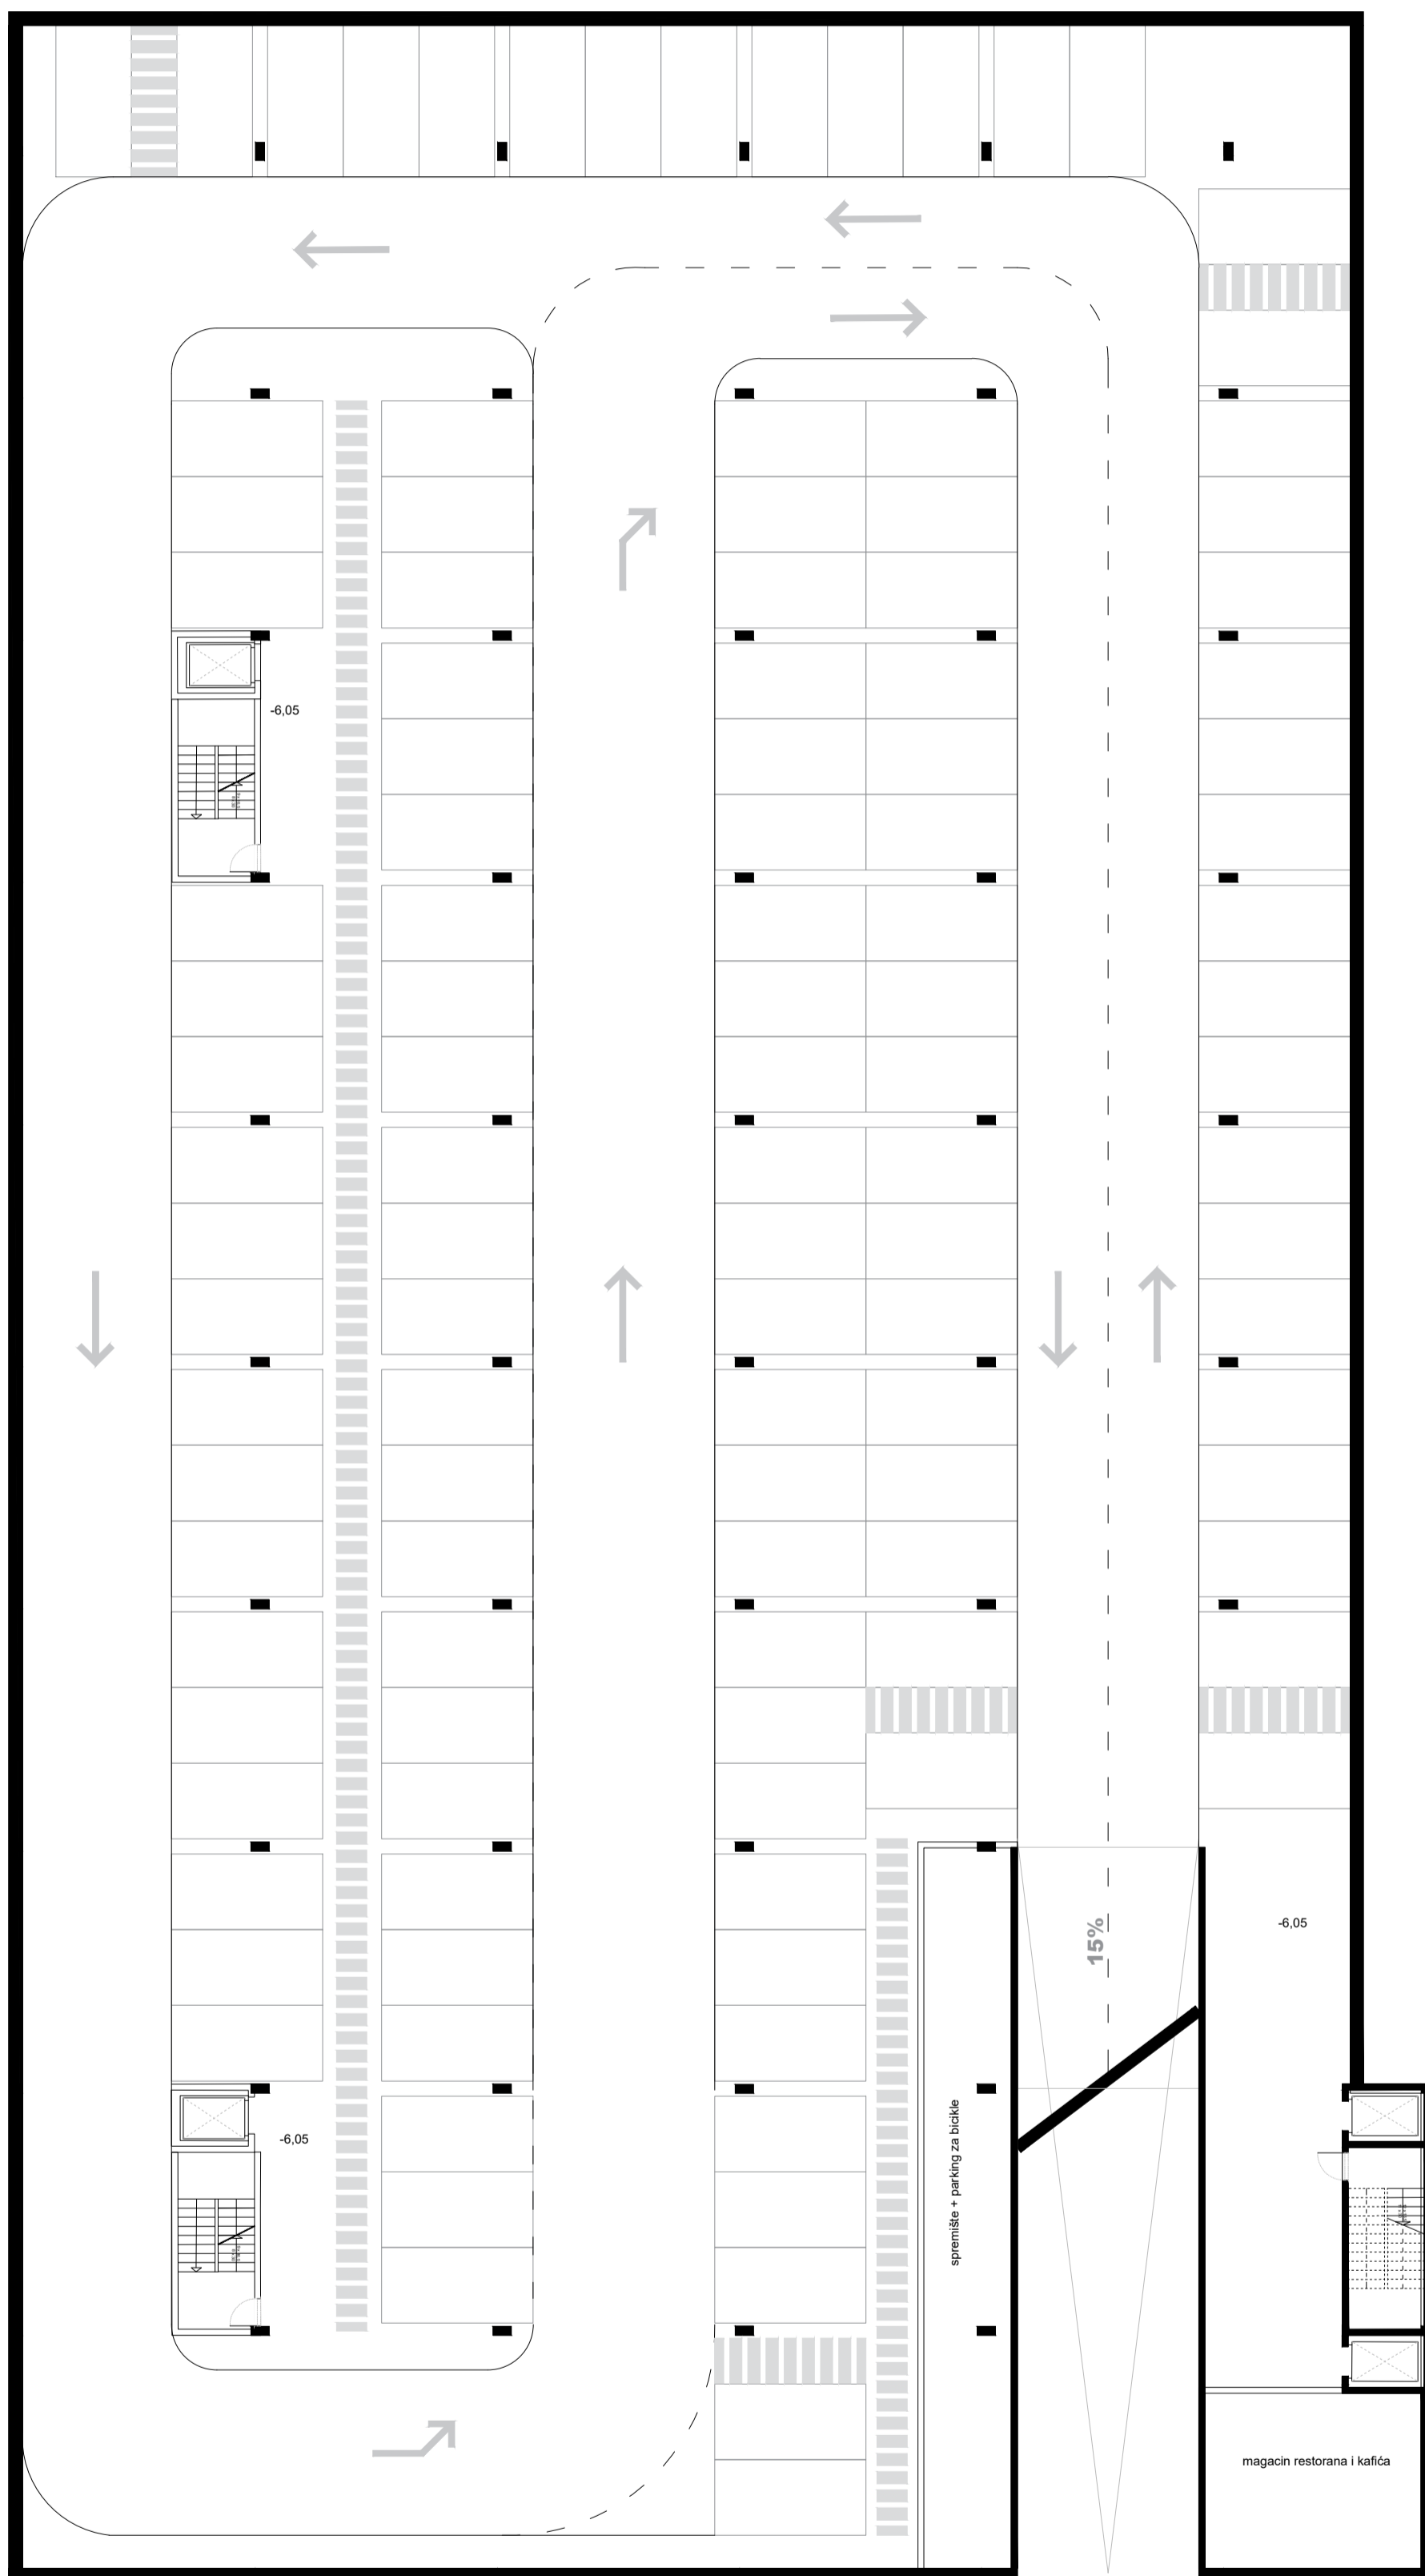 -6,05
15%
-6,05
-6,05
spremište + parking za bicikle
magacin restorana i kafića